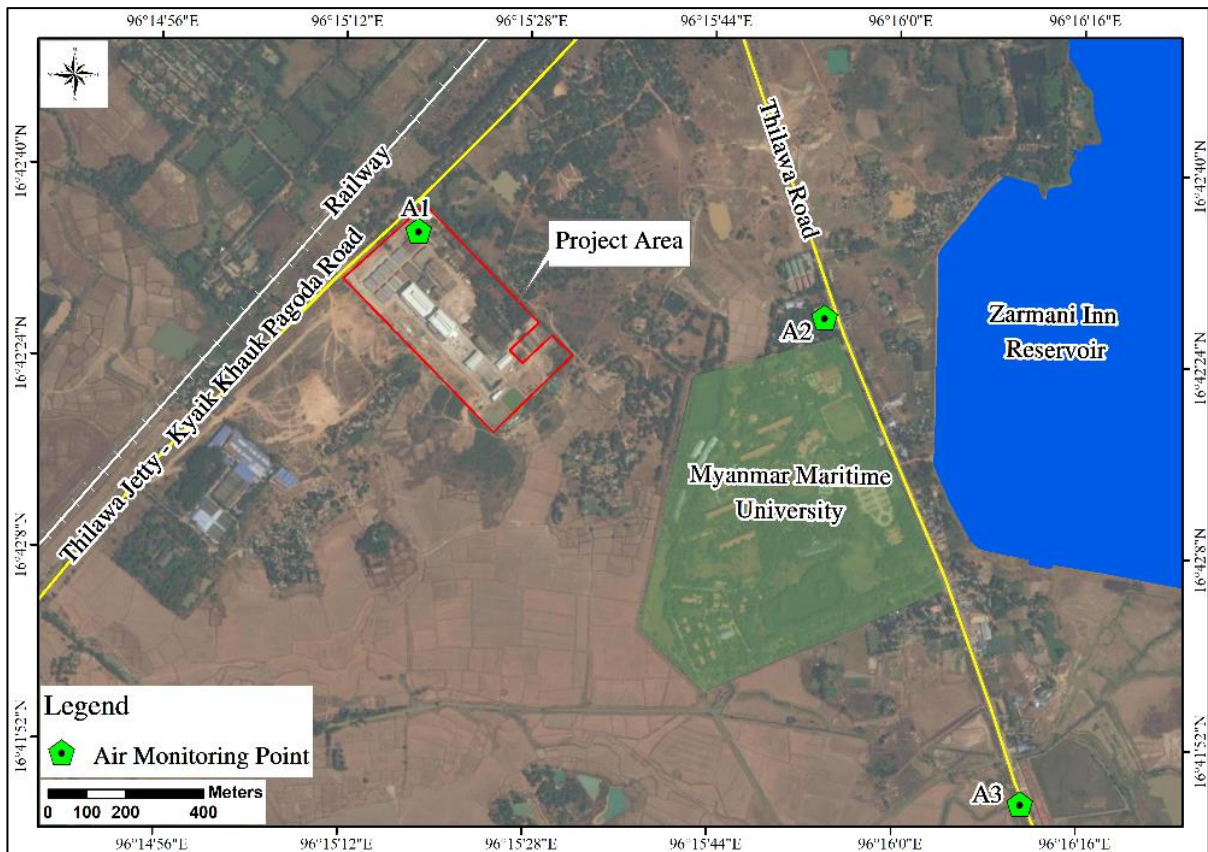 96°14'56"E
96°15'12"E
96°15'28"E
96°15'44"E
96°16'0"E
96°16'16"E
16°42'40"N
16°42'40"N
Railway
Thilawa Road
A1
Project Area
Thilawa Jetty - Kyaik Khauk Pagoda Road
A2
Zarmani Inn
Reservoir
16°42'24"N
16°42'24"N
Myanmar Maritime
University
16°42'8"N
16°42'8"N
Legend
Air Monitoring Point
0 100 200 400 Meters
16°41'52"N
16°41'52"N
A3
96°14'56"E
96°15'12"E
96°15'28"E
96°15'44"E
96°16'0"E
96°16'16"E